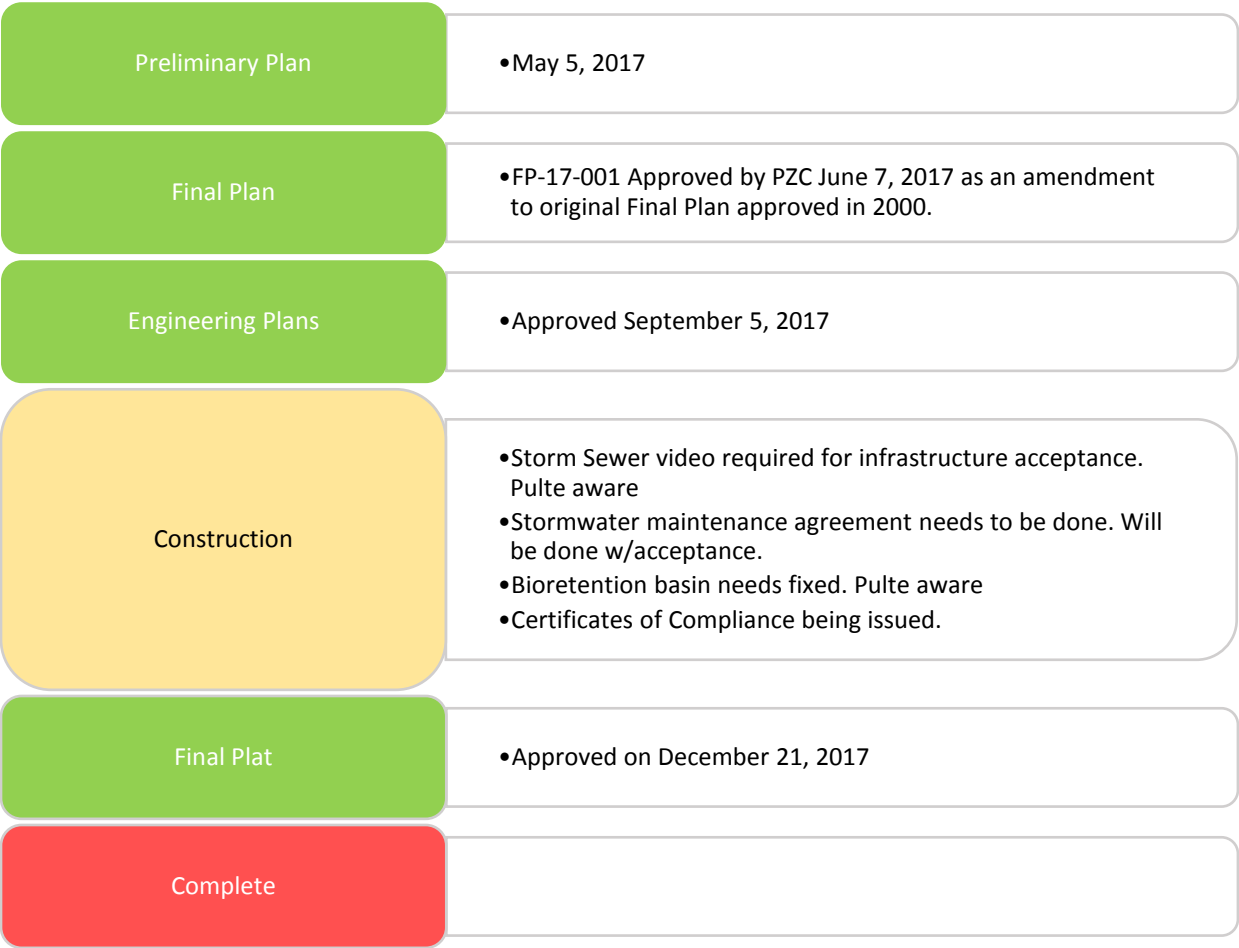 Preliminary Plan
•May 5, 2017
Final Plan
•FP-17-001 Approved by PZC June 7, 2017 as an amendment
to original Final Plan approved in 2000.
Engineering Plans
•Approved September 5, 2017
Construction
•Storm Sewer video required for infrastructure acceptance.
Pulte aware
•Stormwater maintenance agreement needs to be done. Will
be done w/acceptance.
•Bioretention basin needs fixed. Pulte aware
•Certificates of Compliance being issued.
Final Plat
•Approved on December 21, 2017
Complete